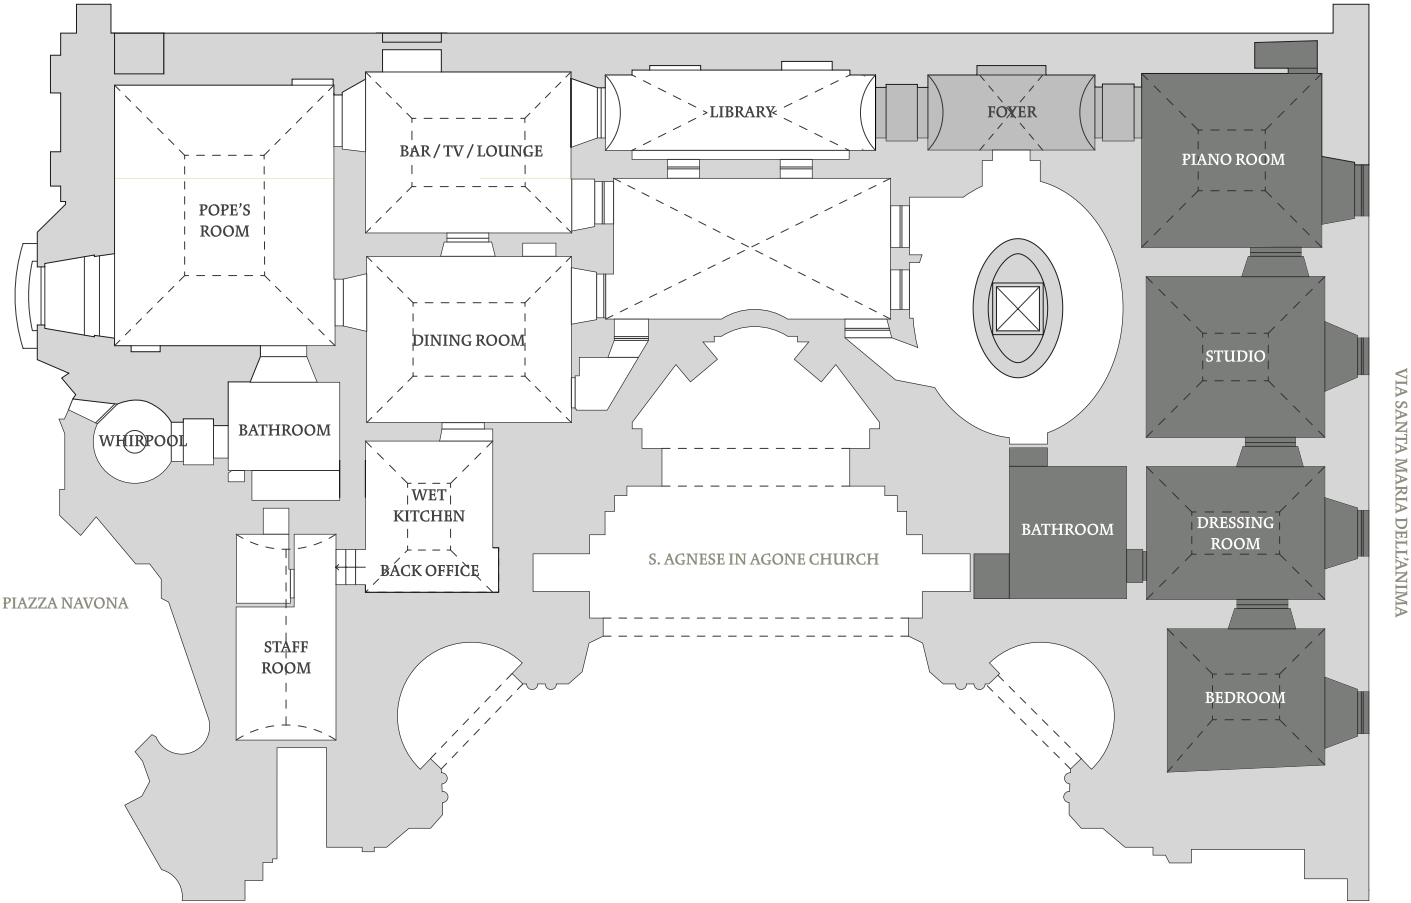 LIBRARY
FOYER
BAR / TV / LOUNGE
PIANO ROOM
POPE'S
ROOM
DINING ROOM
STUDIO
WHIRPOOL
BATHROOM
WET
KITCHEN
BACK OFFICE
S. AGNESE IN AGONE CHURCH
BATHROOM
DRESSING
ROOM
PIAZZA NAVONA
STAFF
ROOM
BEDROOM
VIA SANTA MARIA DELL'ANIMA